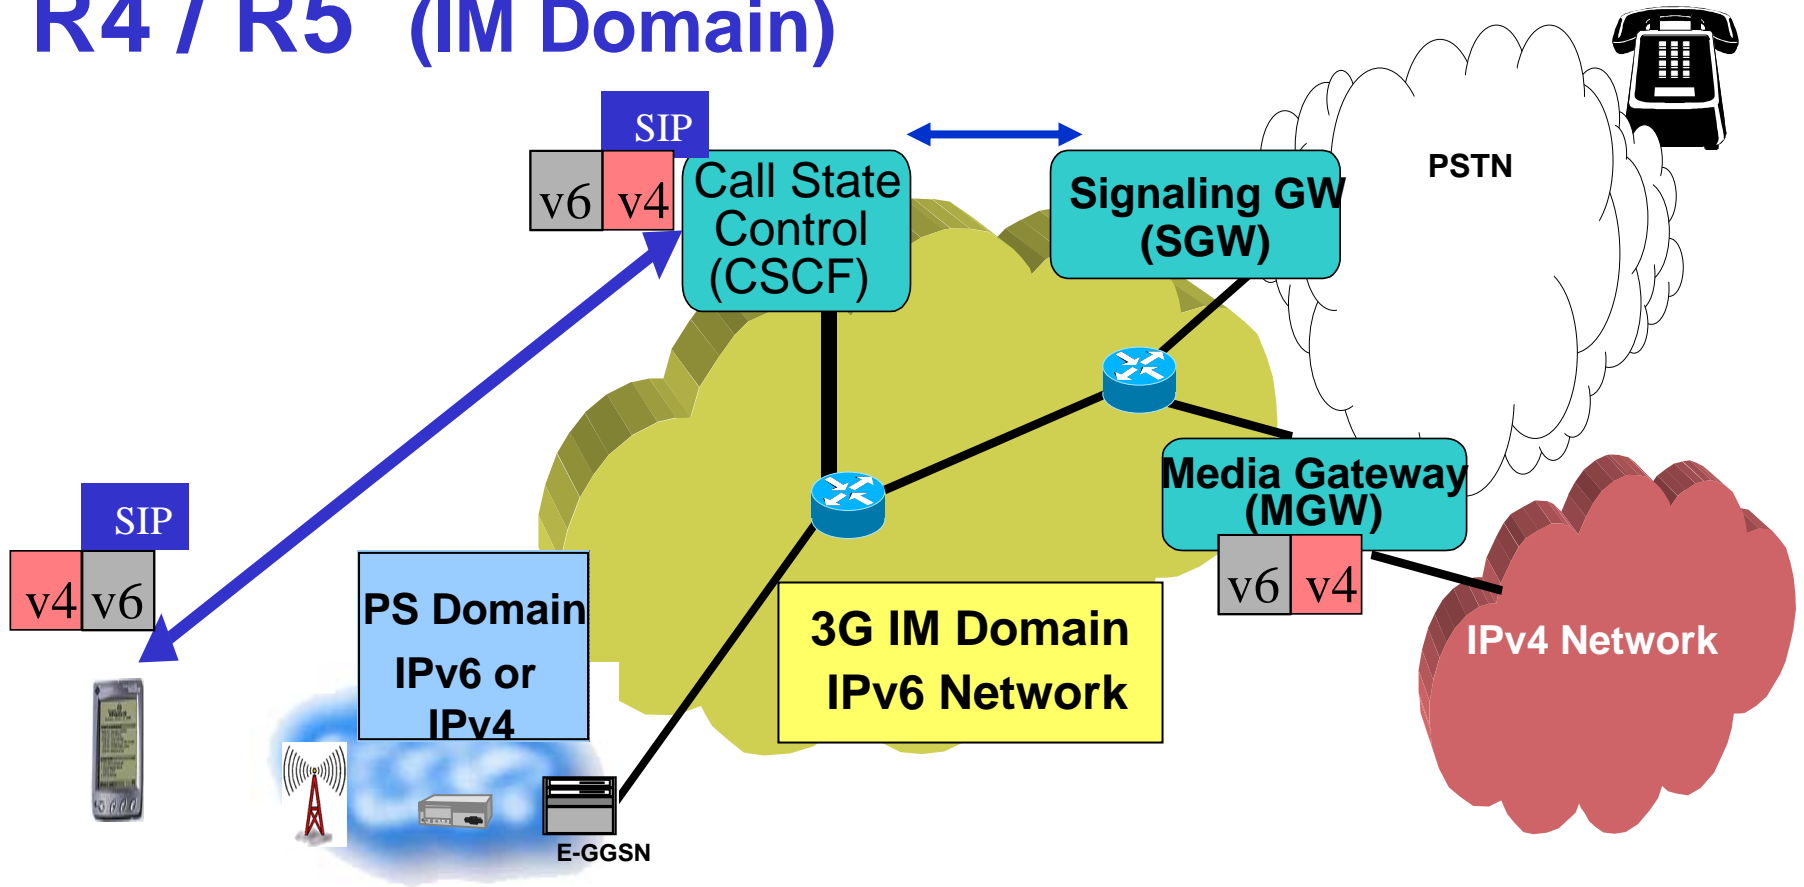 R4 / R5 (IM Domain)
SIP
v6 v4
Call State
Control
(CSCF)
Signaling GW
(SGW)
PSTN
Media Gateway
(MGW)
v6 v4
IPv4 Network
SIP
v4 v6
PS Domain
IPv6 or
IPv4
3G IM Domain
IPv6 Network
E-GGSN